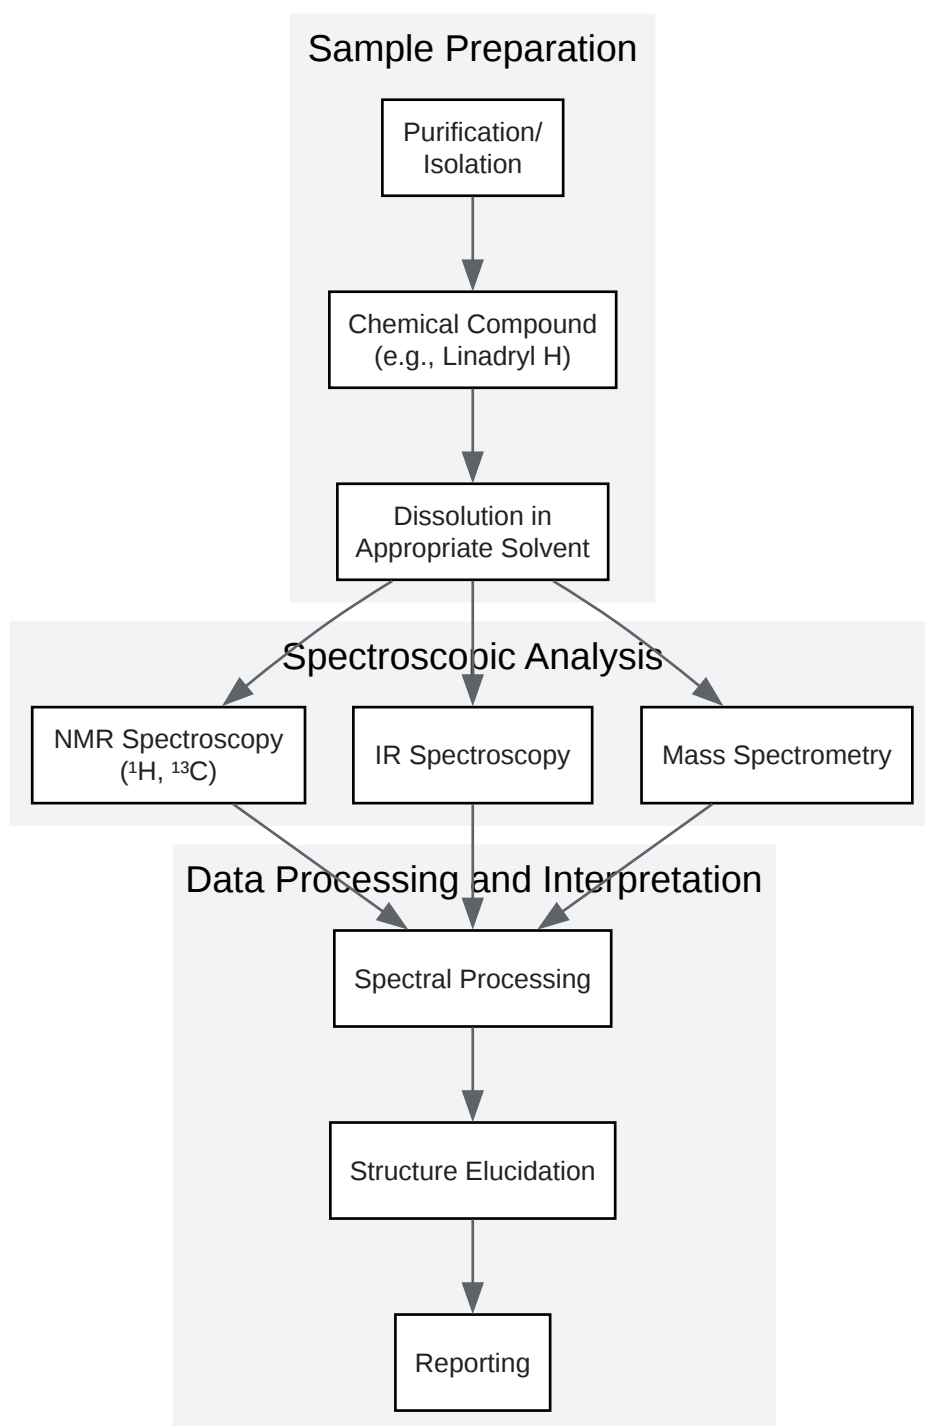 Sample Preparation
Purification/
Isolation
Chemical Compound
(e.g., Linadryl H)
Dissolution in
Appropriate Solvent
Spectroscopic Analysis
NMR Spectroscopy
(¹H, ¹³C)
IR Spectroscopy
Mass Spectrometry
Data Processing and Interpretation
Spectral Processing
Structure Elucidation
Reporting